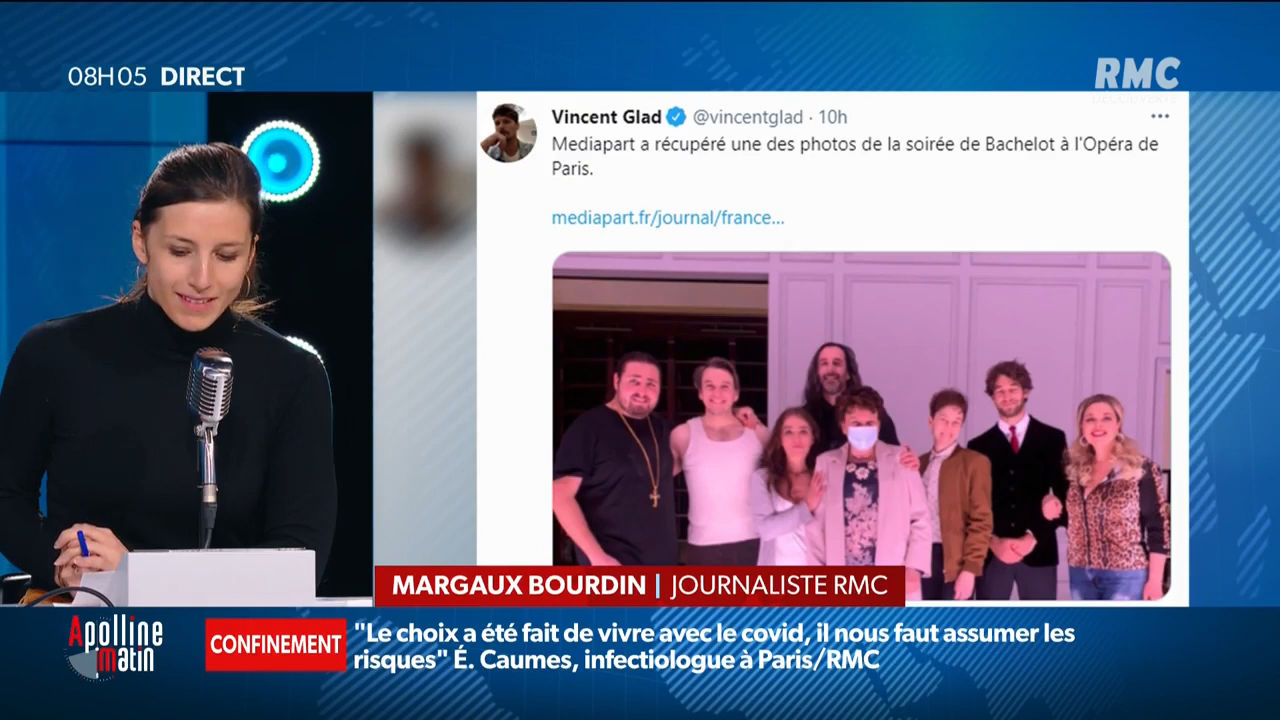 08H05 DIRECT
RMC
DECOUVERTE
Vincent Glad @vincentglad · 10h
Mediapart a récupéré une des photos de la soirée de Bachelot à l'Opéra de
Paris.
mediapart.fr/journal/france...
MARGAUX BOURDIN | JOURNALISTE RMC
Apolline
Matin
CONFINEMENT
"Le choix a été fait de vivre avec le covid, il nous faut assumer les
risques" É. Caumes, infectiologue à Paris/RMC